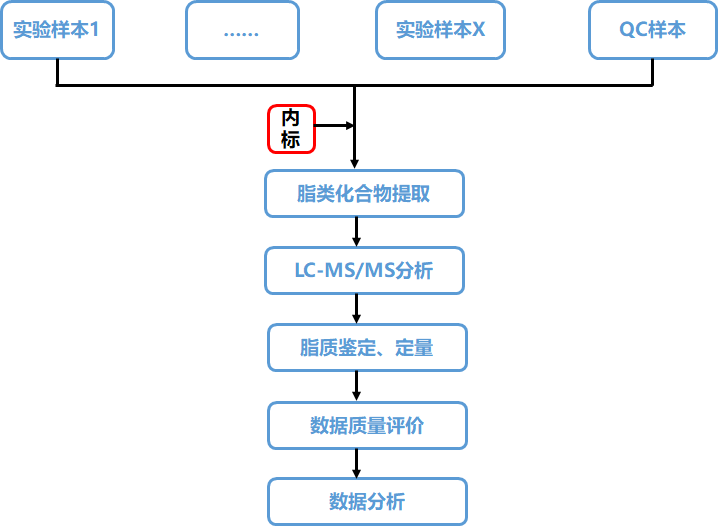 实验样本1
……
实验样本X
QC样本
内
标
脂类化合物提取
LC-MS/MS分析
脂质鉴定、定量
数据质量评价
数据分析